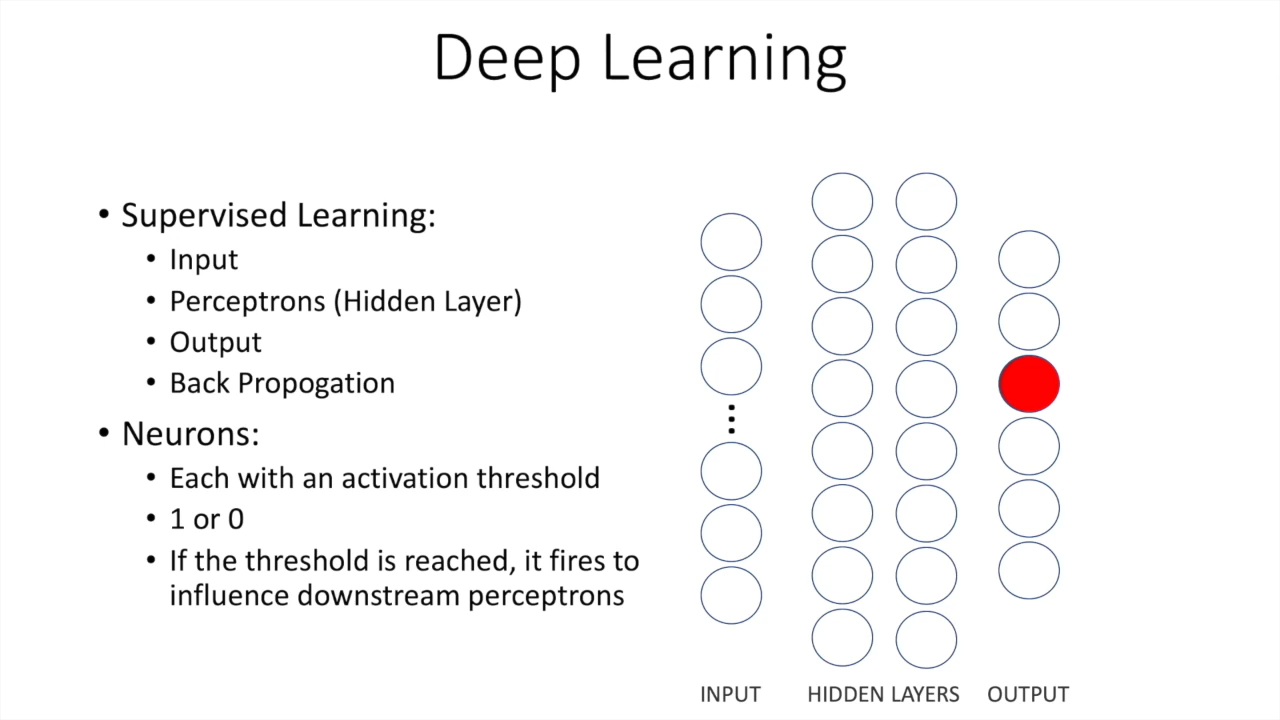 Deep Learning
• Supervised Learning:
• Input
• Perceptrons (Hidden Layer)
• Output
• Back Propogation
• Neurons:
• Each with an activation threshold
• 1 or 0
• If the threshold is reached, it fires to
influence downstream perceptrons
INPUT
HIDDEN LAYERS
OUTPUT